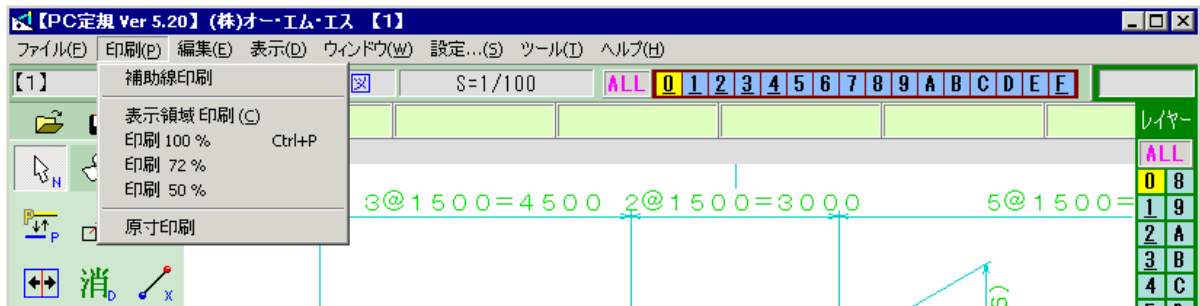 【PC定規 Ver 5.20】 (株)オー・エム・エス 【1】
ファイル(F) 印刷(P) 編集(E) 表示(D) ウィンドウ(W) 設定...(S) ツール(T) ヘルプ(H)
【1】 図 S=1/100 ALL 0 1 2 3 4 5 6 7 8 9 A B C D E F
補助線印刷
表示領域 印刷 (C)
印刷 100 % Ctrl+P
印刷 72 %
印刷 50 %
原寸印刷
レイヤー
ALL
0 8
1 9
2 A
3 B
4 C
N
P P
消 D X
3@1500=4500 2@1500=3000 5@1500=